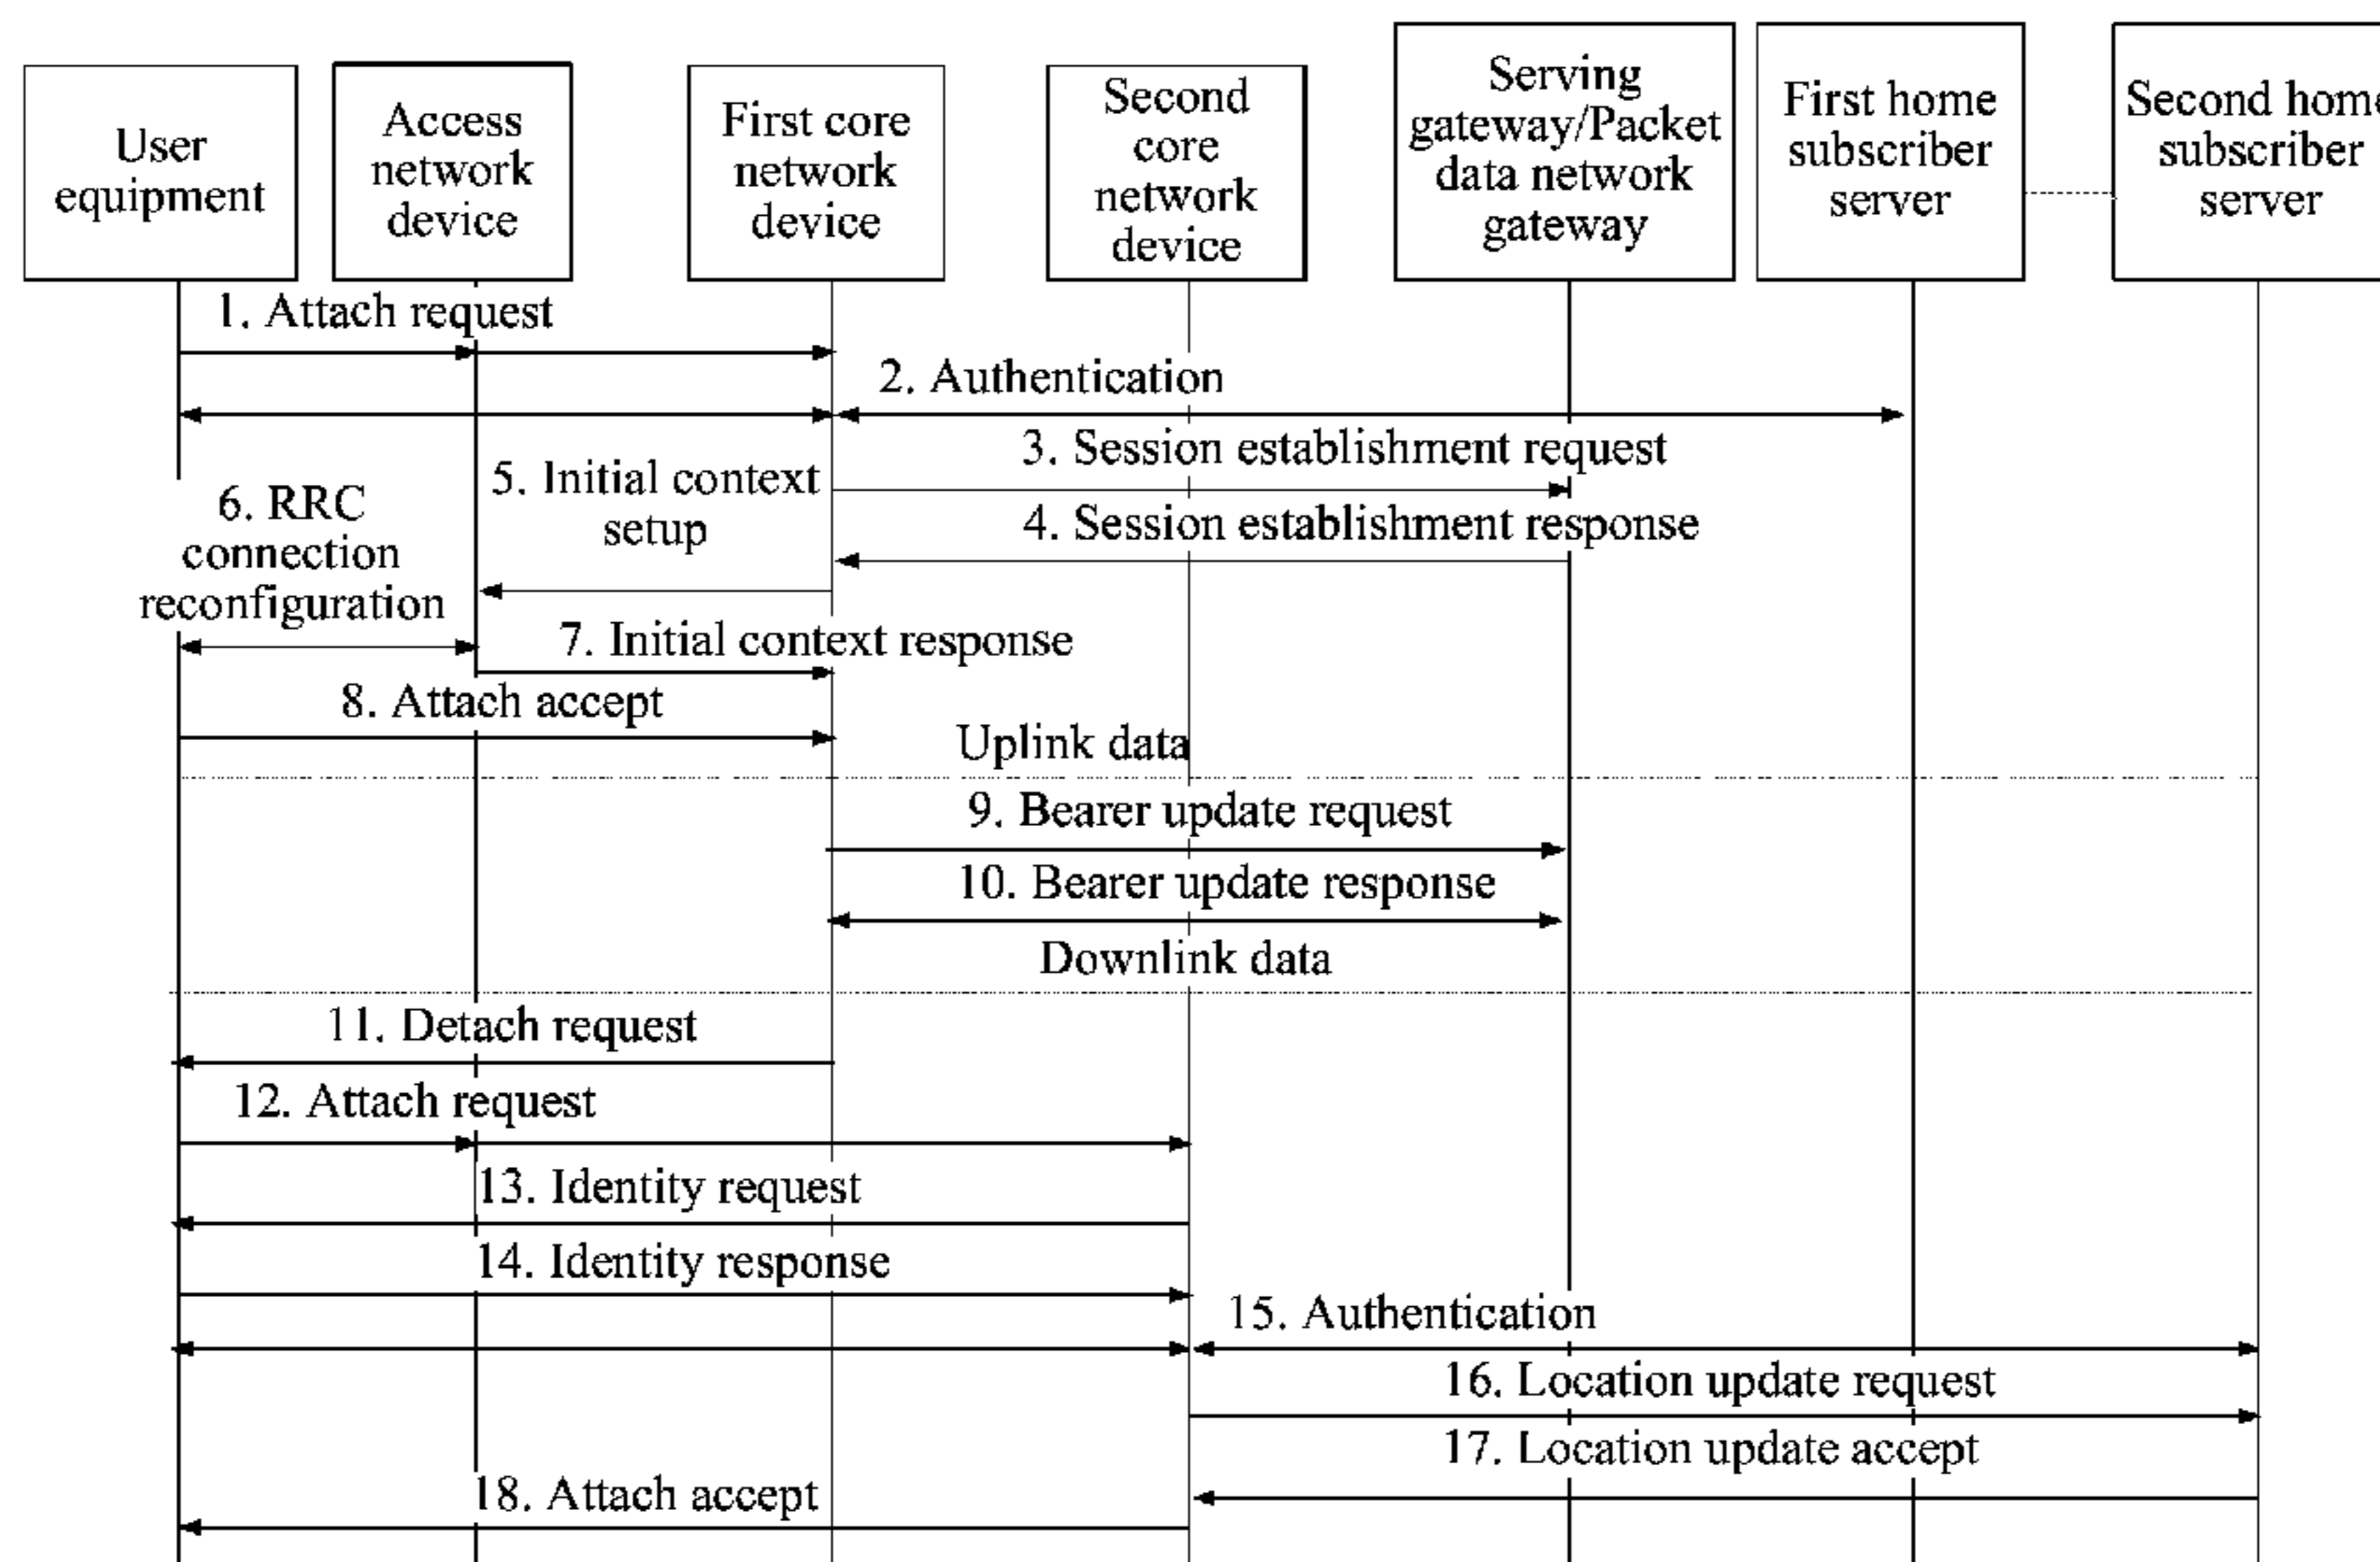 User
equipment
Access
network
device
First core
network
device
Second
core
network
device
Serving
gateway/Packet
data network
gateway
First home
subscriber
server
Second home
subscriber
server
1. Attach request
2. Authentication
3. Session establishment request
4. Session establishment response
5. Initial context
setup
6. RRC
connection
reconfiguration
7. Initial context response
8. Attach accept
Uplink data
9. Bearer update request
10. Bearer update response
Downlink data
11. Detach request
12. Attach request
13. Identity request
14. Identity response
15. Authentication
16. Location update request
17. Location update accept
18. Attach accept